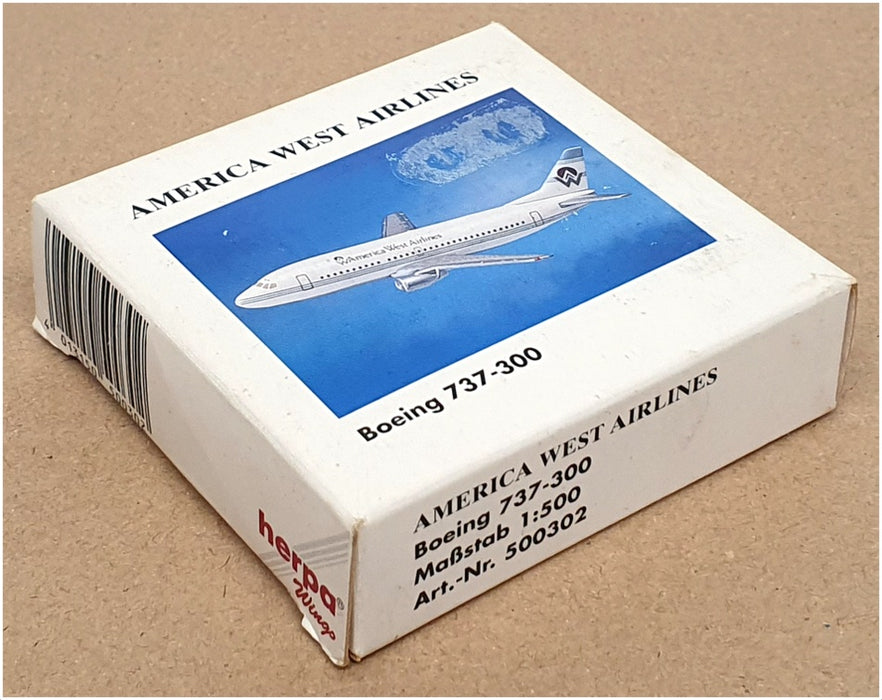 AMERICA WEST AIRLINES
America West Airlines
Boeing 737-300
AMERICA WEST AIRLINES
Boeing 737-300
Maßstab 1:500
Art.-Nr. 500302
herpa®
Wings